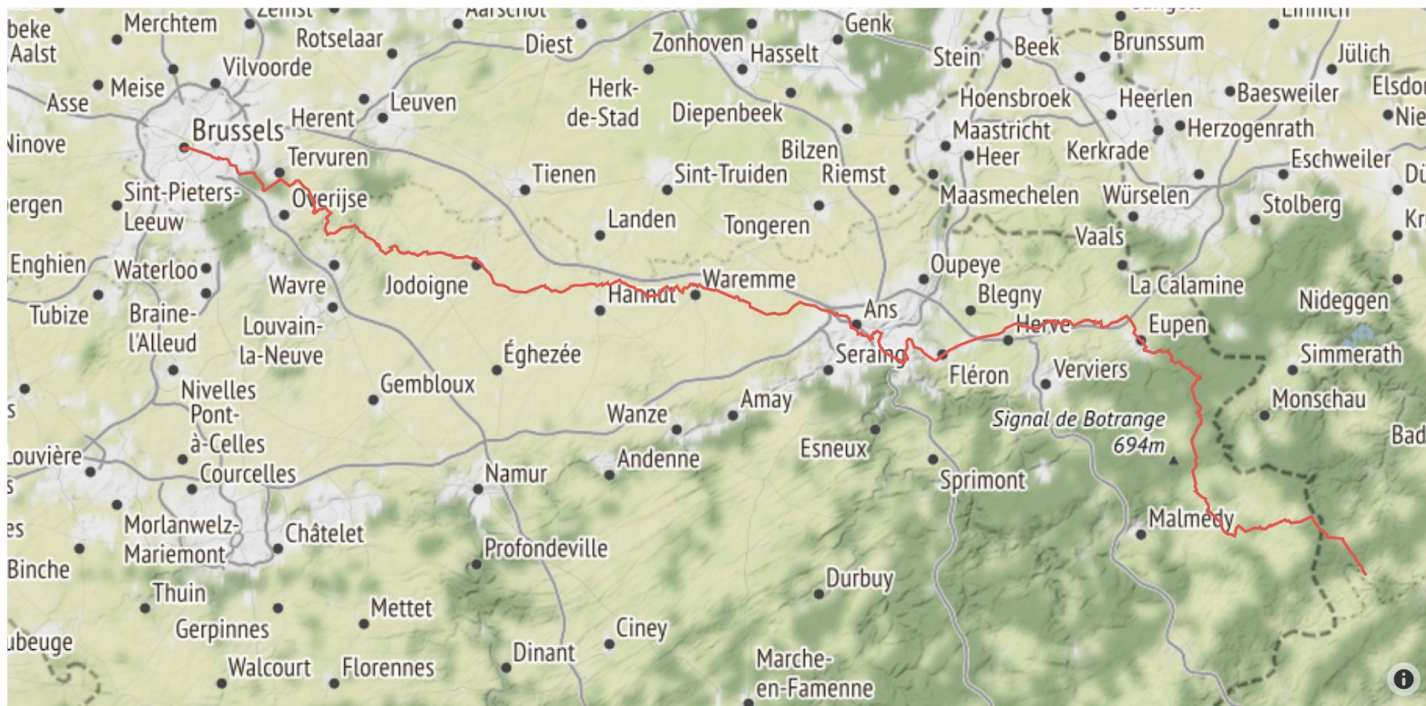 Merchtem
Aarschot
Rotselaar
Diest
Zonhoven
Genk
Hasselt
Stein
Beek
Brunssum
Jülich
Aalst
Meise
Vilvoorde
Asse
Leuven
Herent
Herk-
de-Stad
Diepenbeek
Hoensbroek
Heerlen
Baesweiler
Brussels
Tervuren
Maastricht
Heer
Kerkrade
Herzogenrath
Eschweiler
Bilzen
Riemst
Tienen
Sint-Truiden
Maasmechelen
Würselen
Stolberg
Sint-Pieters-
Leeuw
Overijse
Landen
Tongeren
Vaals
Enghien
Waterloo
Wavre
Jodoigne
Hannut
Waremme
Oupeye
Blegny
La Calamine
Nideggen
Tubize
Braine-
l'Alleud
Louvain-
la-Neuve
Ans
Herve
Eupen
Simmerath
Éghezée
Seraing
Fléron
Verviers
Monschau
Nivelles
Gembloux
Pont-
à-Celles
Wanze
Amay
Signal de Botrange
694m
Esneux
Courcelles
Namur
Andenne
Sprimont
Morlanwelz-
Mariemont
Châtelet
Malmedy
Profondeville
Durbuy
Thuin
Gerpinnes
Mettet
Ciney
Dinant
Walcourt
Florennes
Marche-
en-Famenne